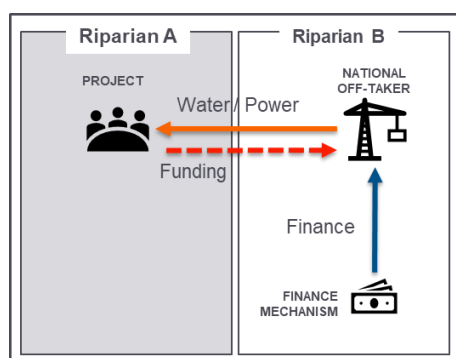 Riparian A
Riparian B
PROJECT
NATIONAL
OFF-TAKER
Water / Power
Funding
Finance
FINANCE
MECHANISM